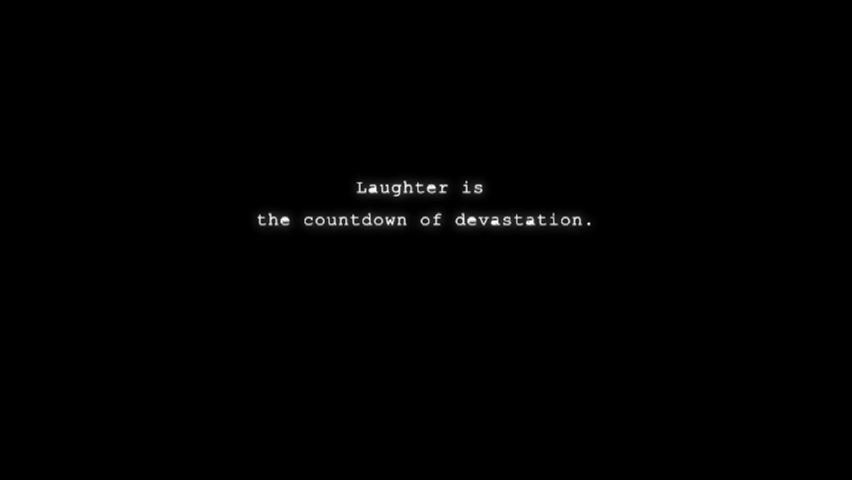 Laughter is
the countdown of devastation.